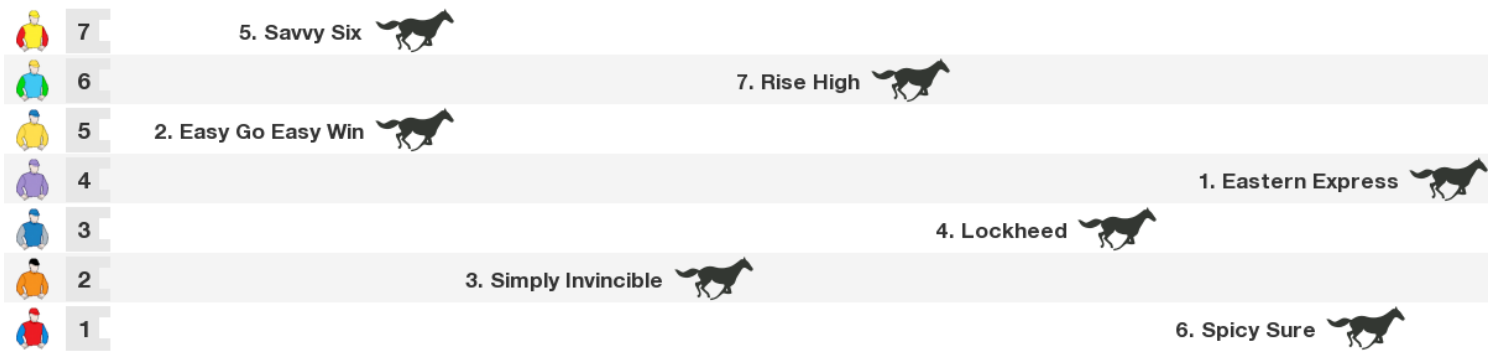 7 5. Savvy Six
6 7. Rise High
5 2. Easy Go Easy Win
4 1. Eastern Express
3 4. Lockheed
2 3. Simply Invincible
1 6. Spicy Sure